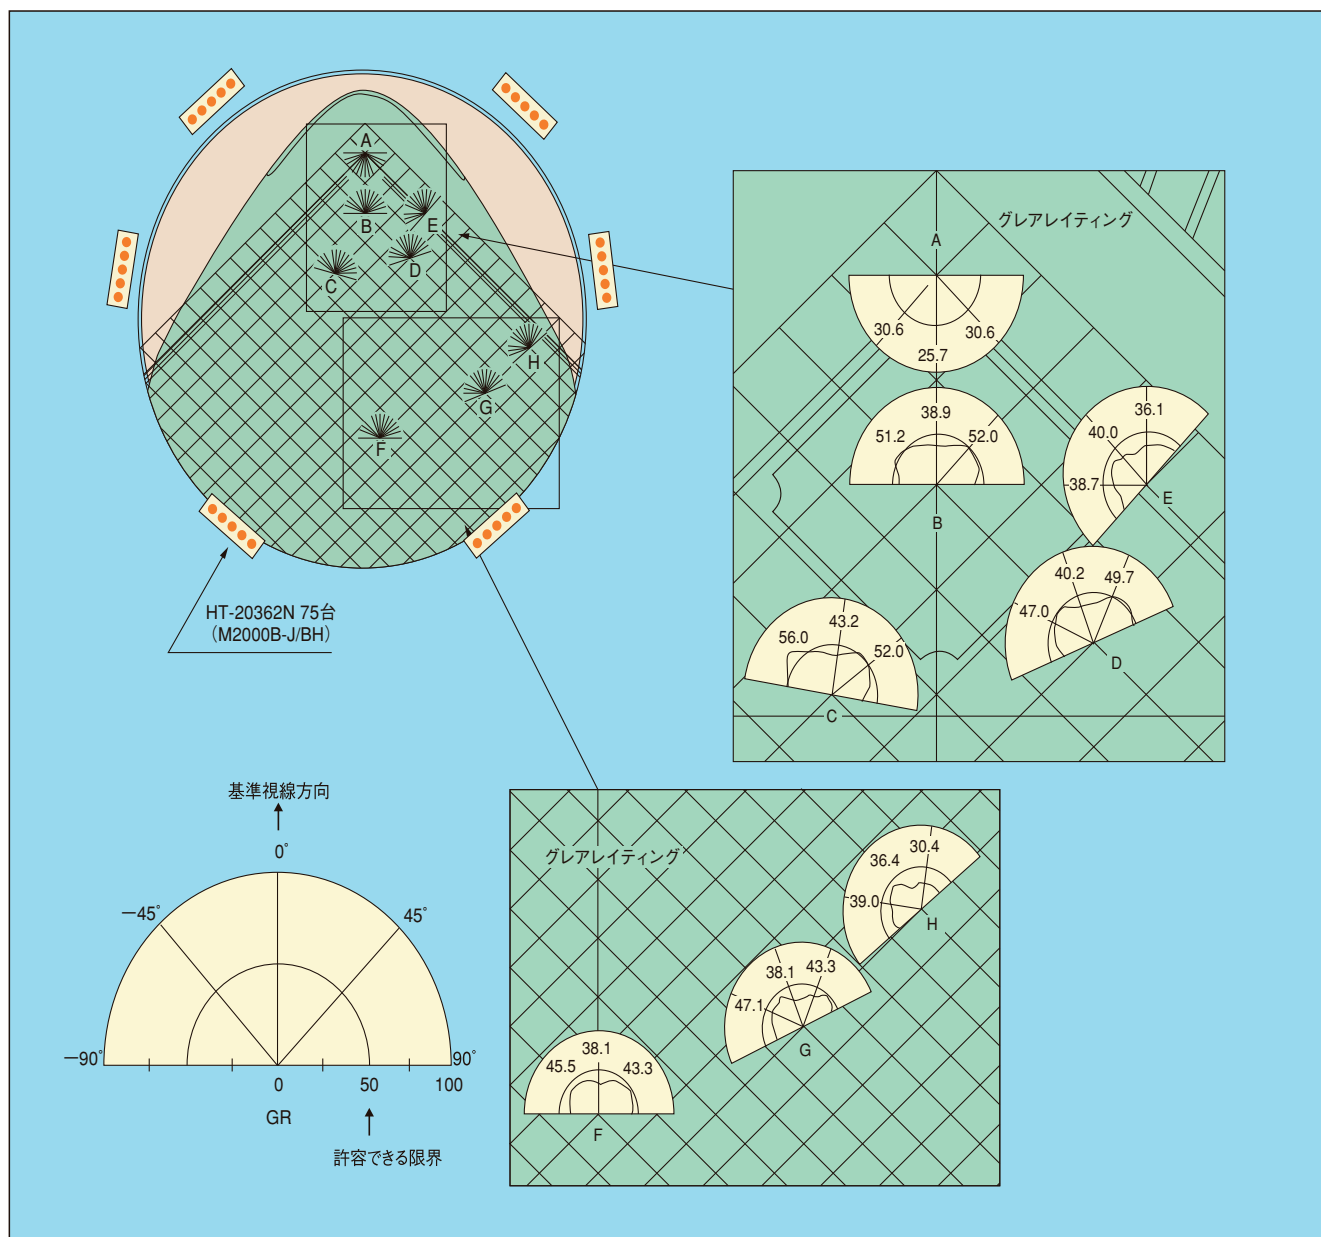 A
B
E
D
C
H
G
F
HT-20362N 75台
(M2000B-J/BH)
グレアレイティング
A
30.6
30.6
25.7
38.9
51.2
52.0
B
36.1
40.0
38.7
E
40.2
49.7
47.0
D
43.2
56.0
52.0
C
基準視線方向
0°
−45°
45°
−90°
90°
0
50
100
GR
許容できる限界
グレアレイティング
30.4
36.4
39.0
H
38.1
43.3
47.1
G
38.1
45.5
43.3
F